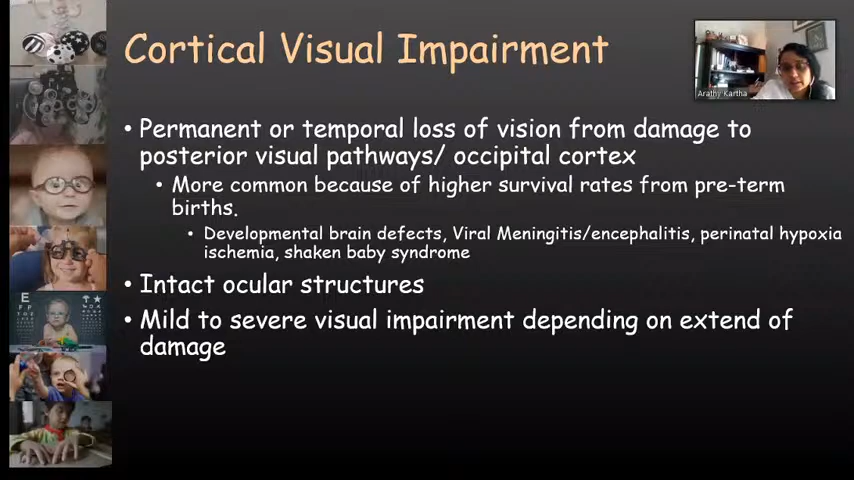 Cortical Visual Impairment
Arathy Kartha
• Permanent or temporal loss of vision from damage to
posterior visual pathways/ occipital cortex
• More common because of higher survival rates from pre-term
births.
• Developmental brain defects, Viral Meningitis/encephalitis, perinatal hypoxia
ischemia, shaken baby syndrome
• Intact ocular structures
• Mild to severe visual impairment depending on extend of
damage
E
F P